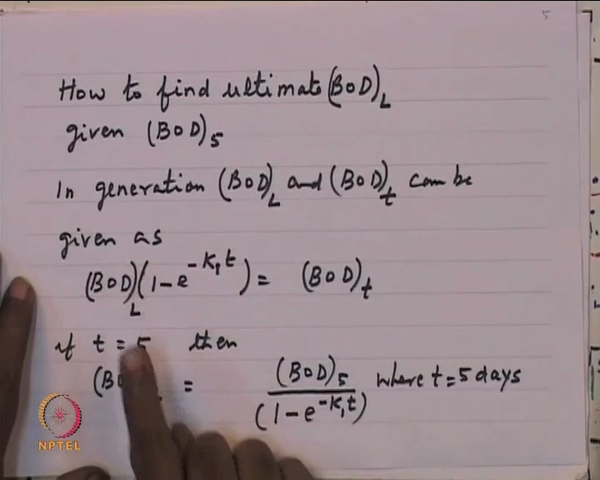 5
How to find ultimate (BOD)L
given (BOD)5
In generation (BOD)L and (BOD)t can be
given as
(BOD)L(1-e^-K1t) = (BOD)t
if t = 5 then
= (BOD)5 / (1-e^-K1t) where t=5 days
NPTEL